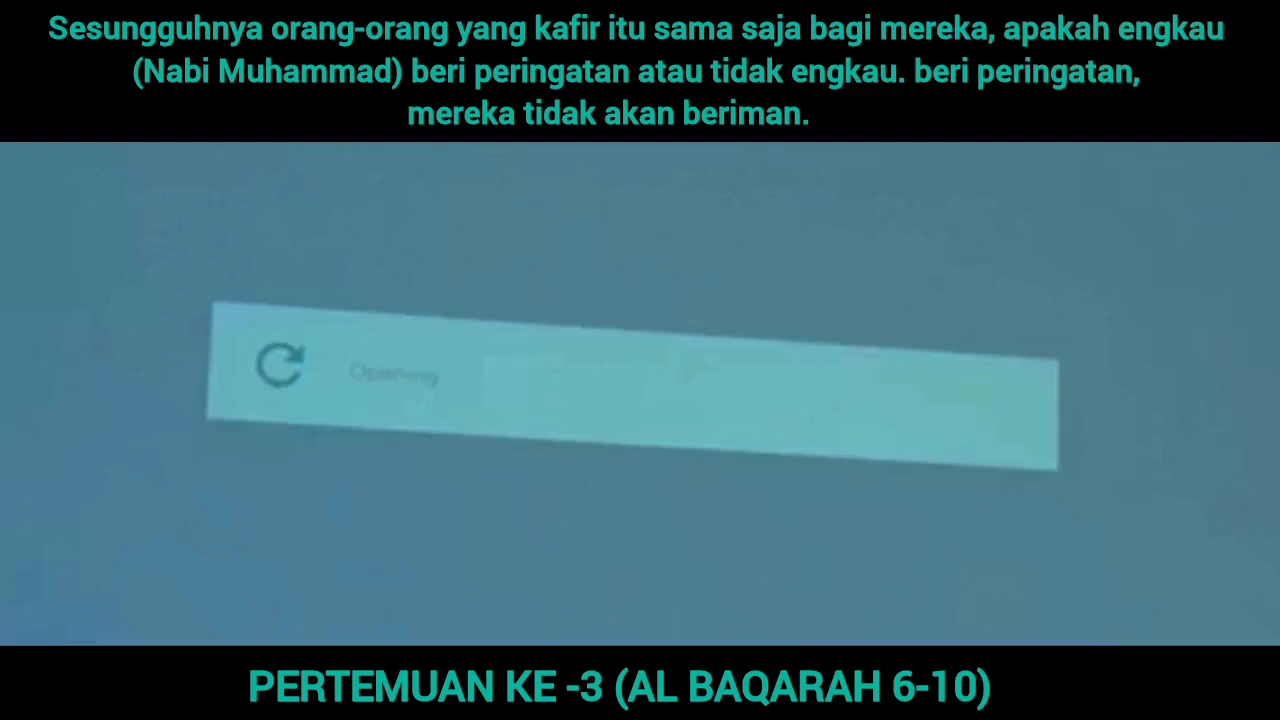 Sesungguhnya orang-orang yang kafir itu sama saja bagi mereka, apakah engkau
(Nabi Muhammad) beri peringatan atau tidak engkau. beri peringatan,
mereka tidak akan beriman.
Opening
PERTEMUAN KE -3 (AL BAQARAH 6-10)